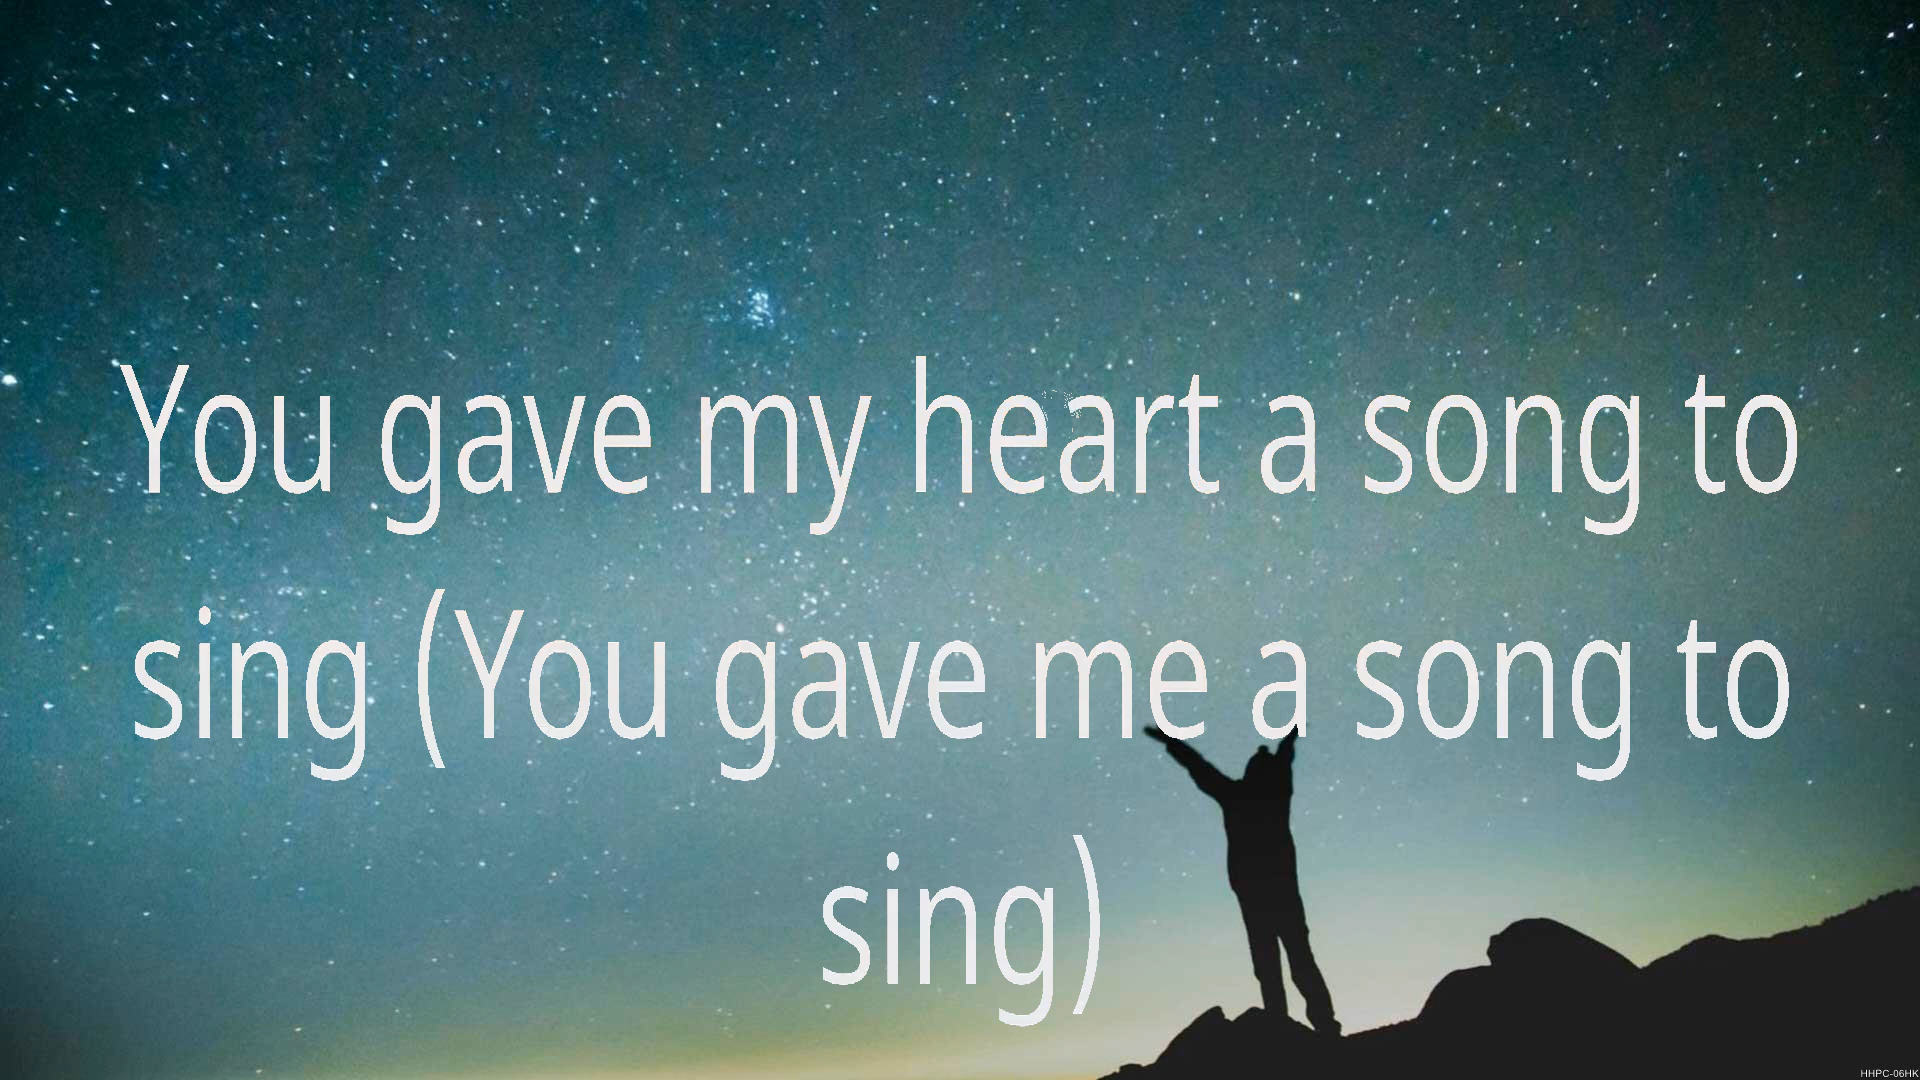 You gave my heart a song to
sing (You gave me a song to
sing)
HHPC-06HK